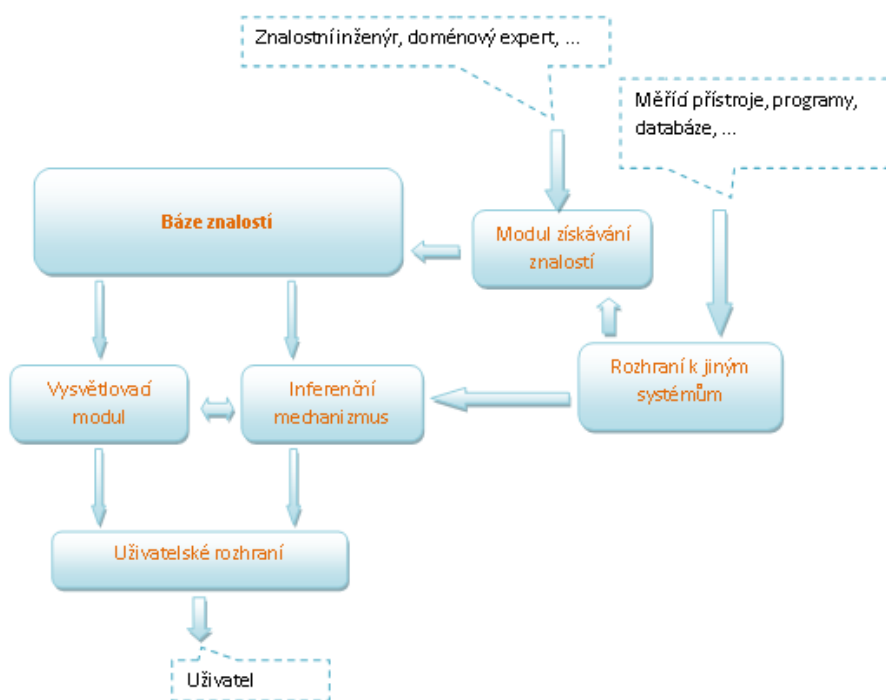 Znalostní inženýr, doménový expert, ...
Měřící přístroje, programy,
databáze, ...
Báze znalostí
Modul získávání
znalostí
Rozhraní k jiným
systémům
Vysvětlovací
modul
Inferenční
mechanizmus
Uživatelské rozhraní
Uživatel